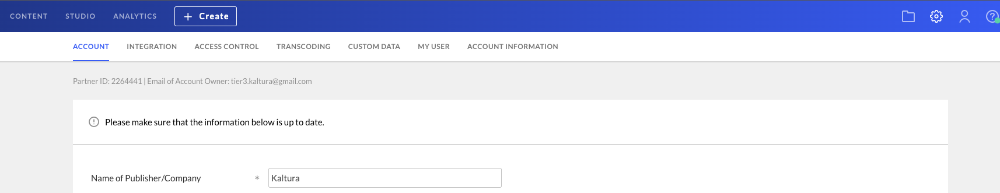 CONTENT STUDIO ANALYTICS + Create
ACCOUNT INTEGRATION ACCESS CONTROL TRANSCODING CUSTOM DATA MY USER ACCOUNT INFORMATION
Partner ID: 2264441 | Email of Account Owner: tier3.kaltura@gmail.com
Please make sure that the information below is up to date.
Name of Publisher/Company * Kaltura